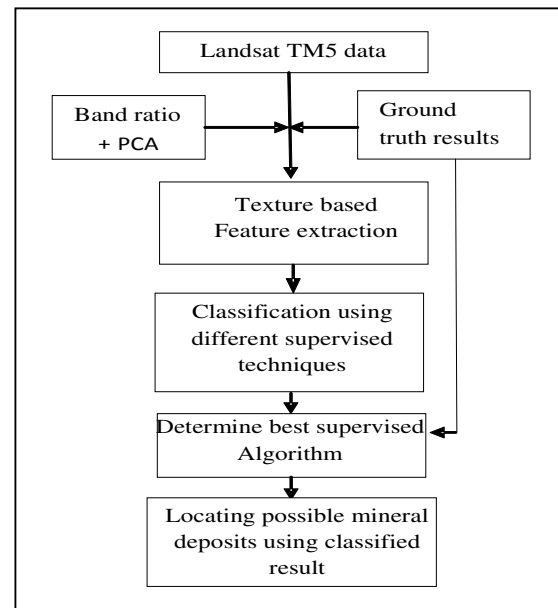 Landsat TM5 data
Band ratio
+ PCA
Ground
truth results
Texture based
Feature extraction
Classification using
different supervised
techniques
Determine best supervised
Algorithm
Locating possible mineral
deposits using classified
result